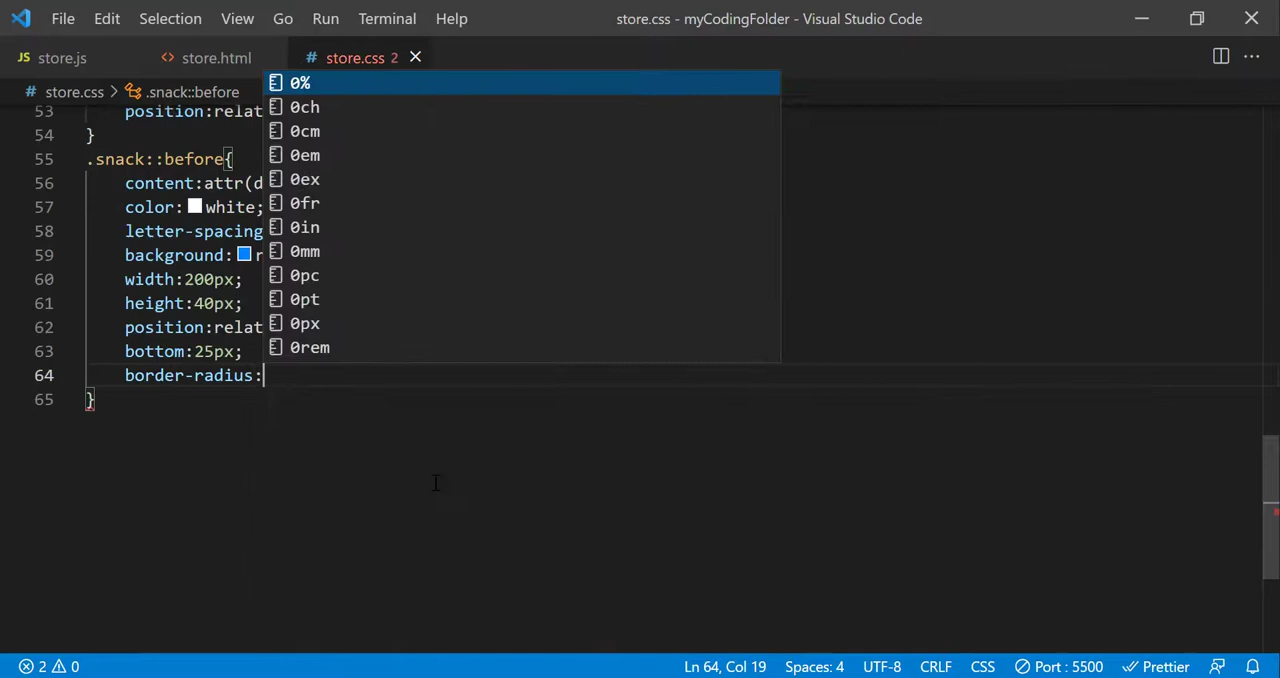 File Edit Selection View Go Run Terminal Help store.css - myCodingFolder - Visual Studio Code
JS store.js <> store.html # store.css 2
# store.css > .snack::before
53 position:relat
54 }
55 .snack::before{
56 content:attr(d
57 color: white;
58 letter-spacing
59 background: r
60 width:200px;
61 height:40px;
62 position:relat
63 bottom:25px;
64 border-radius:
65 }
0%
0ch
0cm
0em
0ex
0fr
0in
0mm
0pc
0pt
0px
0rem
2 0 Ln 64, Col 19 Spaces: 4 UTF-8 CRLF CSS Port : 5500 Prettier